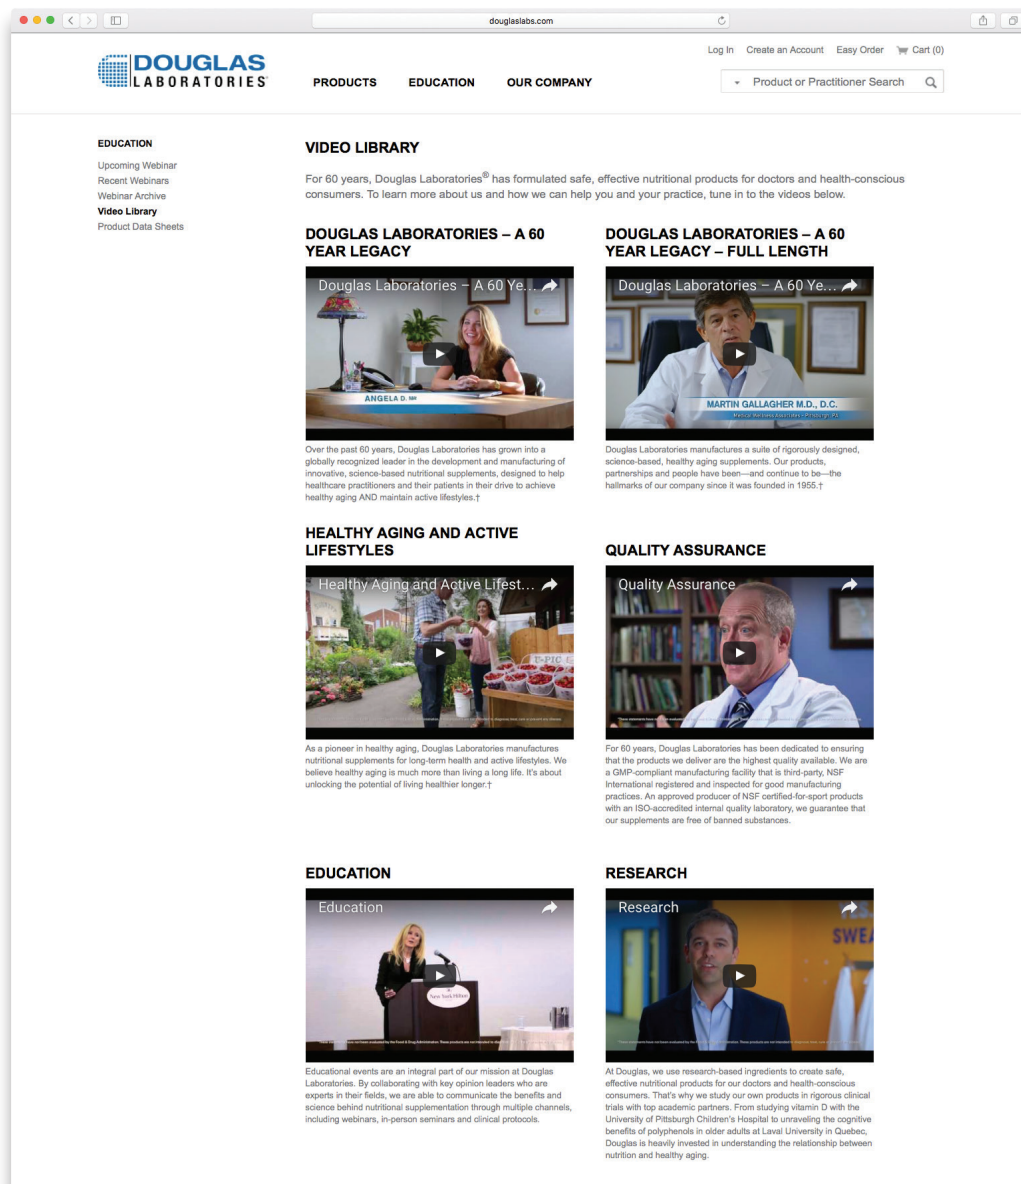 douglaslabs.com
Log In Create an Account Easy Order Cart (0)
DOUGLAS
LABORATORIES®
PRODUCTS EDUCATION OUR COMPANY
Product or Practitioner Search
EDUCATION
Upcoming Webinar
Recent Webinars
Webinar Archive
Video Library
Product Data Sheets
VIDEO LIBRARY
For 60 years, Douglas Laboratories® has formulated safe, effective nutritional products for doctors and health-conscious
consumers. To learn more about us and how we can help you and your practice, tune in to the videos below.
DOUGLAS LABORATORIES – A 60
YEAR LEGACY
Douglas Laboratories – A 60 Ye...
ANGELA D.
Over the past 60 years, Douglas Laboratories has grown into a
globally recognized leader in the development and manufacturing of
innovative, science-based nutritional supplements, designed to help
healthcare practitioners and their patients in their drive to achieve
healthy aging AND maintain active lifestyles.†
DOUGLAS LABORATORIES – A 60
YEAR LEGACY – FULL LENGTH
Douglas Laboratories – A 60 Ye...
MARTIN GALLAGHER M.D., D.C.
Medical Wellness Associates – Pittsburgh, PA
Douglas Laboratories manufactures a suite of rigorously designed,
science-based, healthy aging supplements. Our products,
partnerships and people have been—and continue to be—the
hallmarks of our company since it was founded in 1955.†
HEALTHY AGING AND ACTIVE
LIFESTYLES
Healthy Aging and Active Lifest...
U-PIC
As a pioneer in healthy aging, Douglas Laboratories manufactures
nutritional supplements for long-term health and active lifestyles. We
believe healthy aging is much more than living a long life. It's about
unlocking the potential of living healthier longer.†
QUALITY ASSURANCE
Quality Assurance
For 60 years, Douglas Laboratories has been dedicated to ensuring
that the products we deliver are the highest quality available. We are
a GMP-compliant manufacturing facility that is third-party, NSF
International registered and inspected for good manufacturing
practices. An approved producer of NSF certified-for-sport products
with an ISO-accredited internal quality laboratory, we guarantee that
our supplements are free of banned substances.
EDUCATION
Education
New York Hilton
Educational events are an integral part of our mission at Douglas
Laboratories. By collaborating with key opinion leaders who are
experts in their fields, we are able to communicate the benefits and
science behind nutritional supplementation through multiple channels,
including webinars, in-person seminars and clinical protocols.
RESEARCH
Research
SWEA
At Douglas, we use research-based ingredients to create safe,
effective nutritional products for our doctors and health-conscious
consumers. That's why we study our own products in rigorous clinical
trials with top academic partners. From studying vitamin D with the
University of Pittsburgh Children's Hospital to unraveling the cognitive
benefits of polyphenols in older adults at Laval University in Quebec,
Douglas is heavily invested in understanding the relationship between
nutrition and healthy aging.